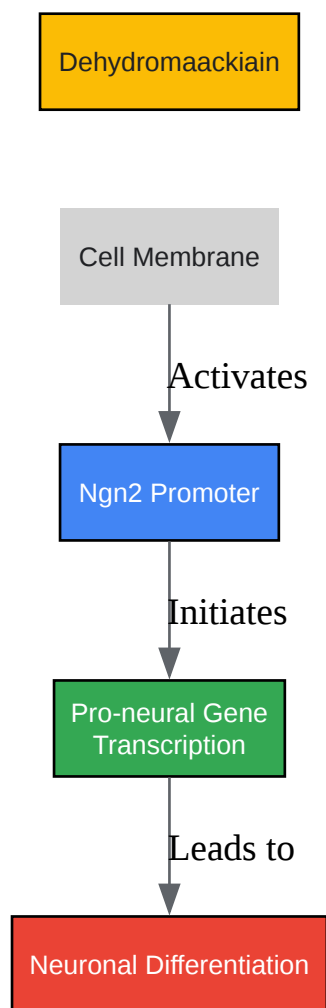 Dehydromaackiain
Cell Membrane
Activates
Ngn2 Promoter
Initiates
Pro-neural Gene
Transcription
Leads to
Neuronal Differentiation